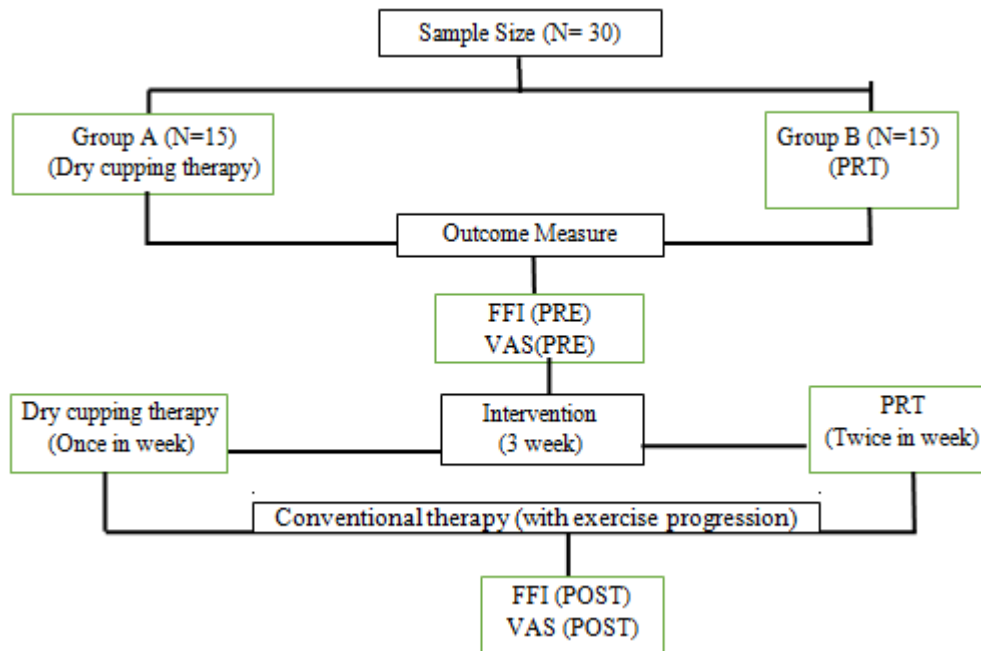 Sample Size (N= 30)
Group A (N=15)
(Dry cupping therapy)
Group B (N=15)
(PRT)
Outcome Measure
FFI (PRE)
VAS(PRE)
Dry cupping therapy
(Once in week)
Intervention
(3 week)
PRT
(Twice in week)
Conventional therapy (with exercise progression)
FFI (POST)
VAS (POST)